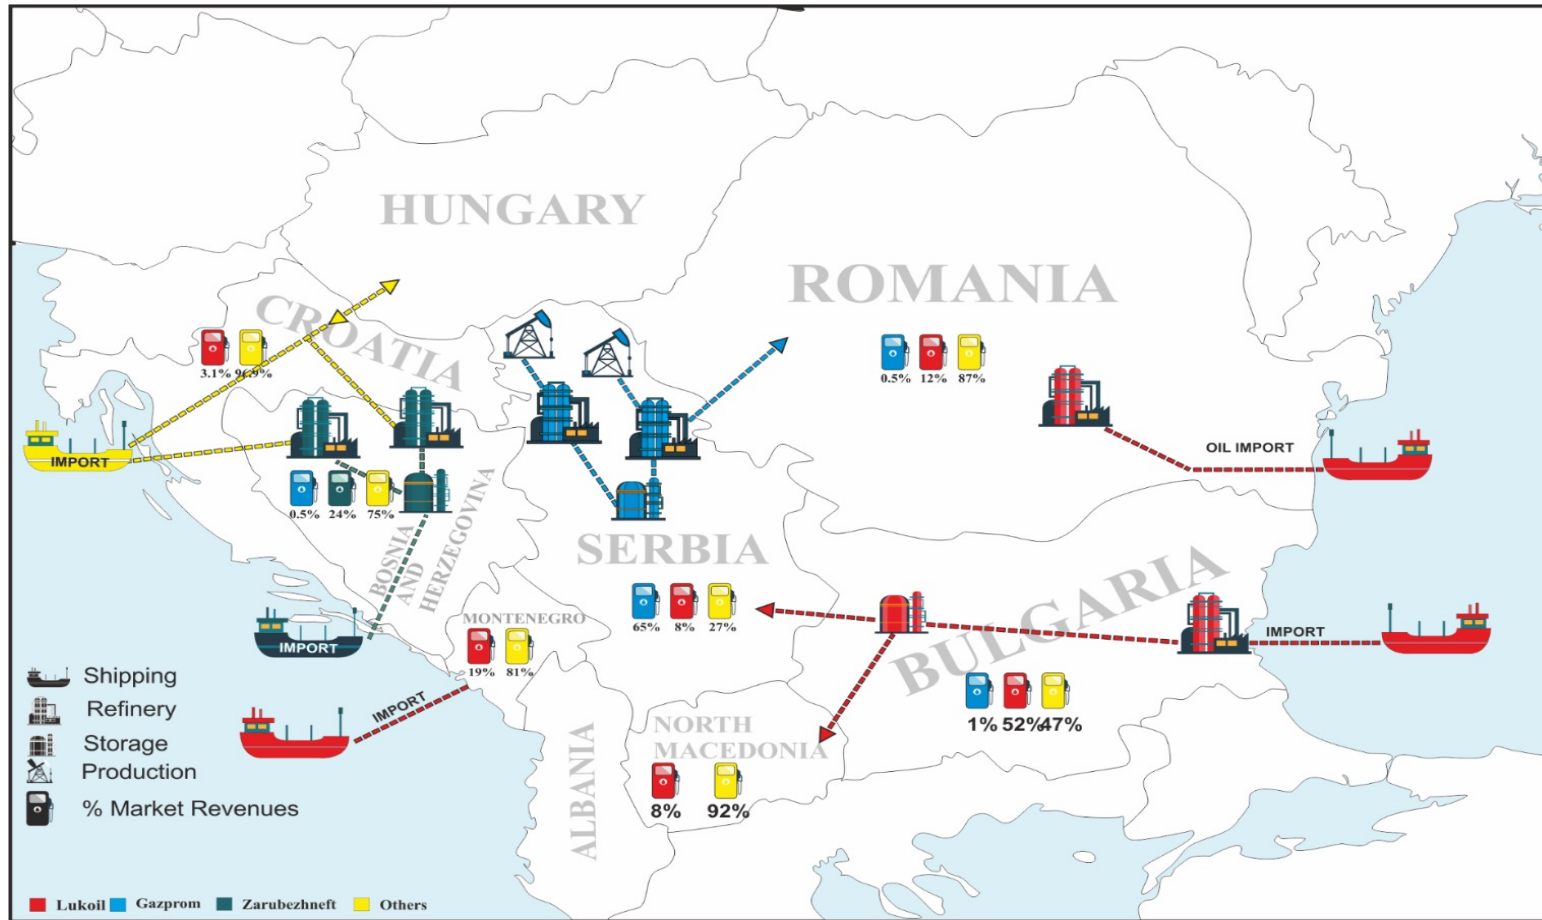 HUNGARY
ROMANIA
CROATIA
3.1% 96.9%
0.5% 12% 87%
OIL IMPORT
IMPORT
0.5% 24% 75%
BOSNIA
AND
HERZEGOVINA
SERBIA
65% 8% 27%
BULGARIA
IMPORT
1% 52% 47%
IMPORT
MONTENEGRO
19% 81%
IMPORT
ALBANIA
NORTH
MACEDONIA
8% 92%
Shipping
Refinery
Storage
Production
% Market Revenues
Lukoil Gazprom Zarubezhneft Others